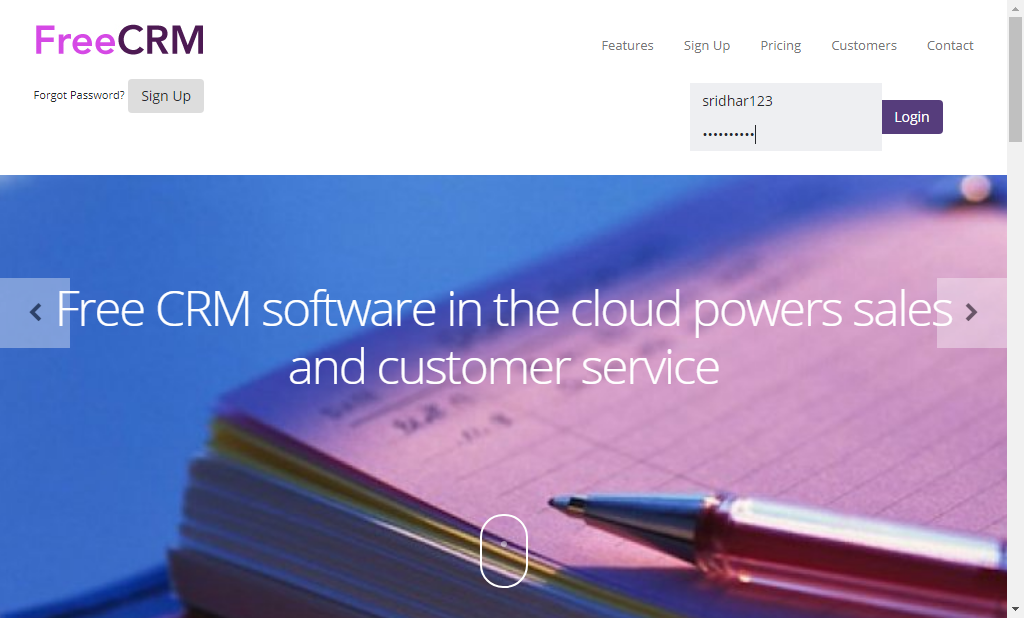 FreeCRM
Features Sign Up Pricing Customers Contact
Forgot Password? Sign Up
sridhar123
••••••••••
Login
Free CRM software in the cloud powers sales
and customer service